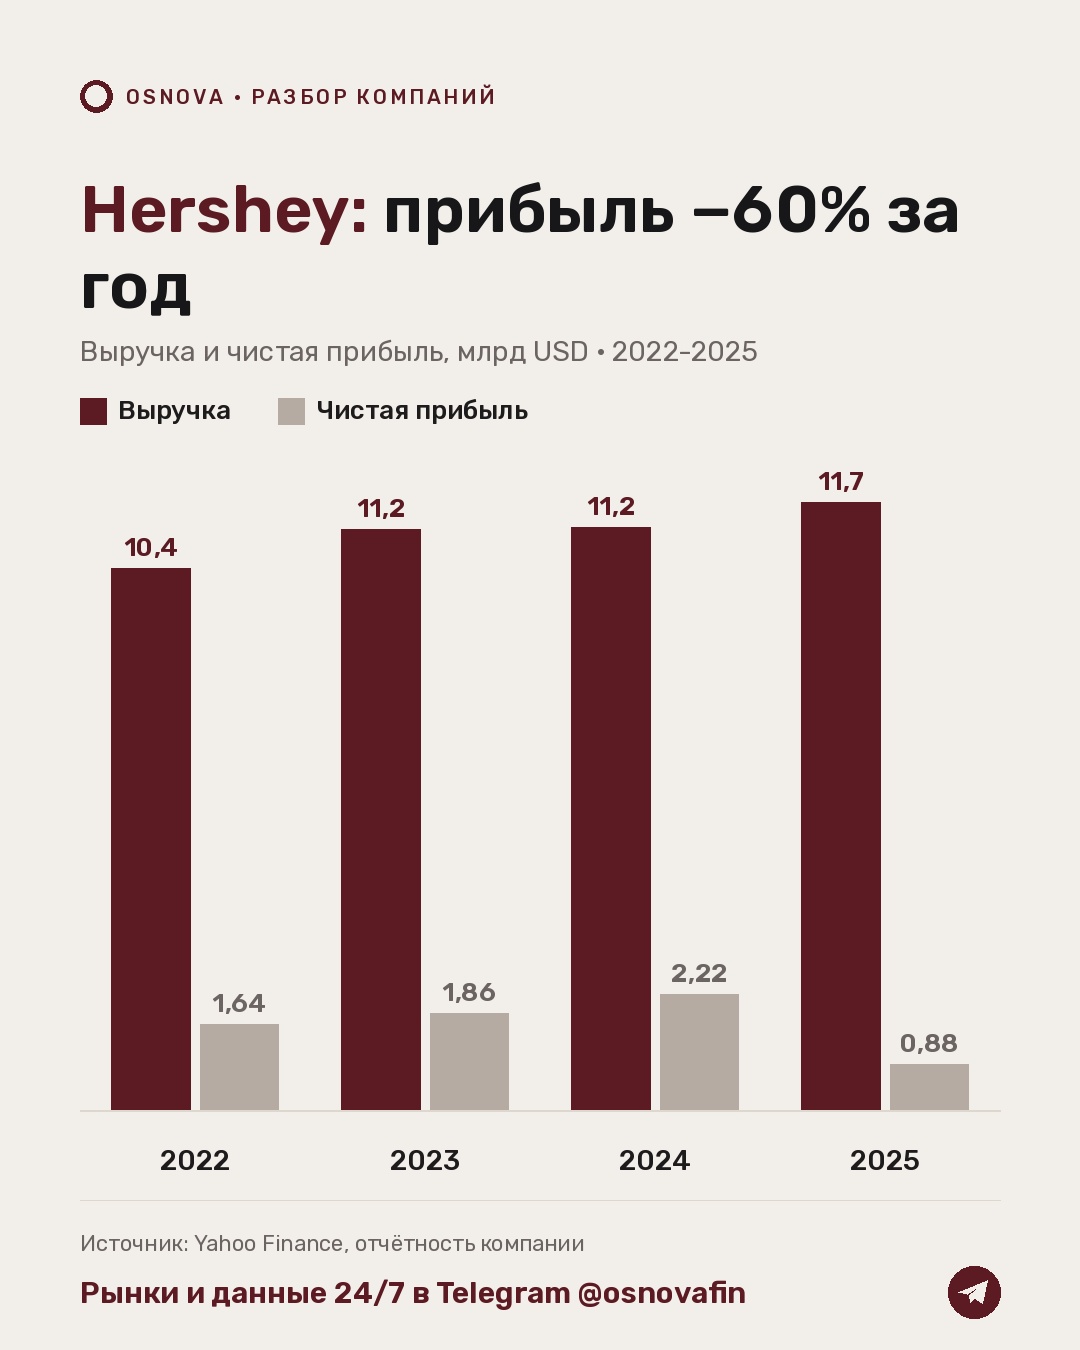 OSNOVA • РАЗБОР КОМПАНИЙ
Hershey: прибыль −60% за
год
Выручка и чистая прибыль, млрд USD • 2022-2025
Выручка Чистая прибыль
10,4 11,2 11,2 11,7
1,64 1,86 2,22 0,88
2022 2023 2024 2025
Источник: Yahoo Finance, отчётность компании
Рынки и данные 24/7 в Telegram @osnovafin